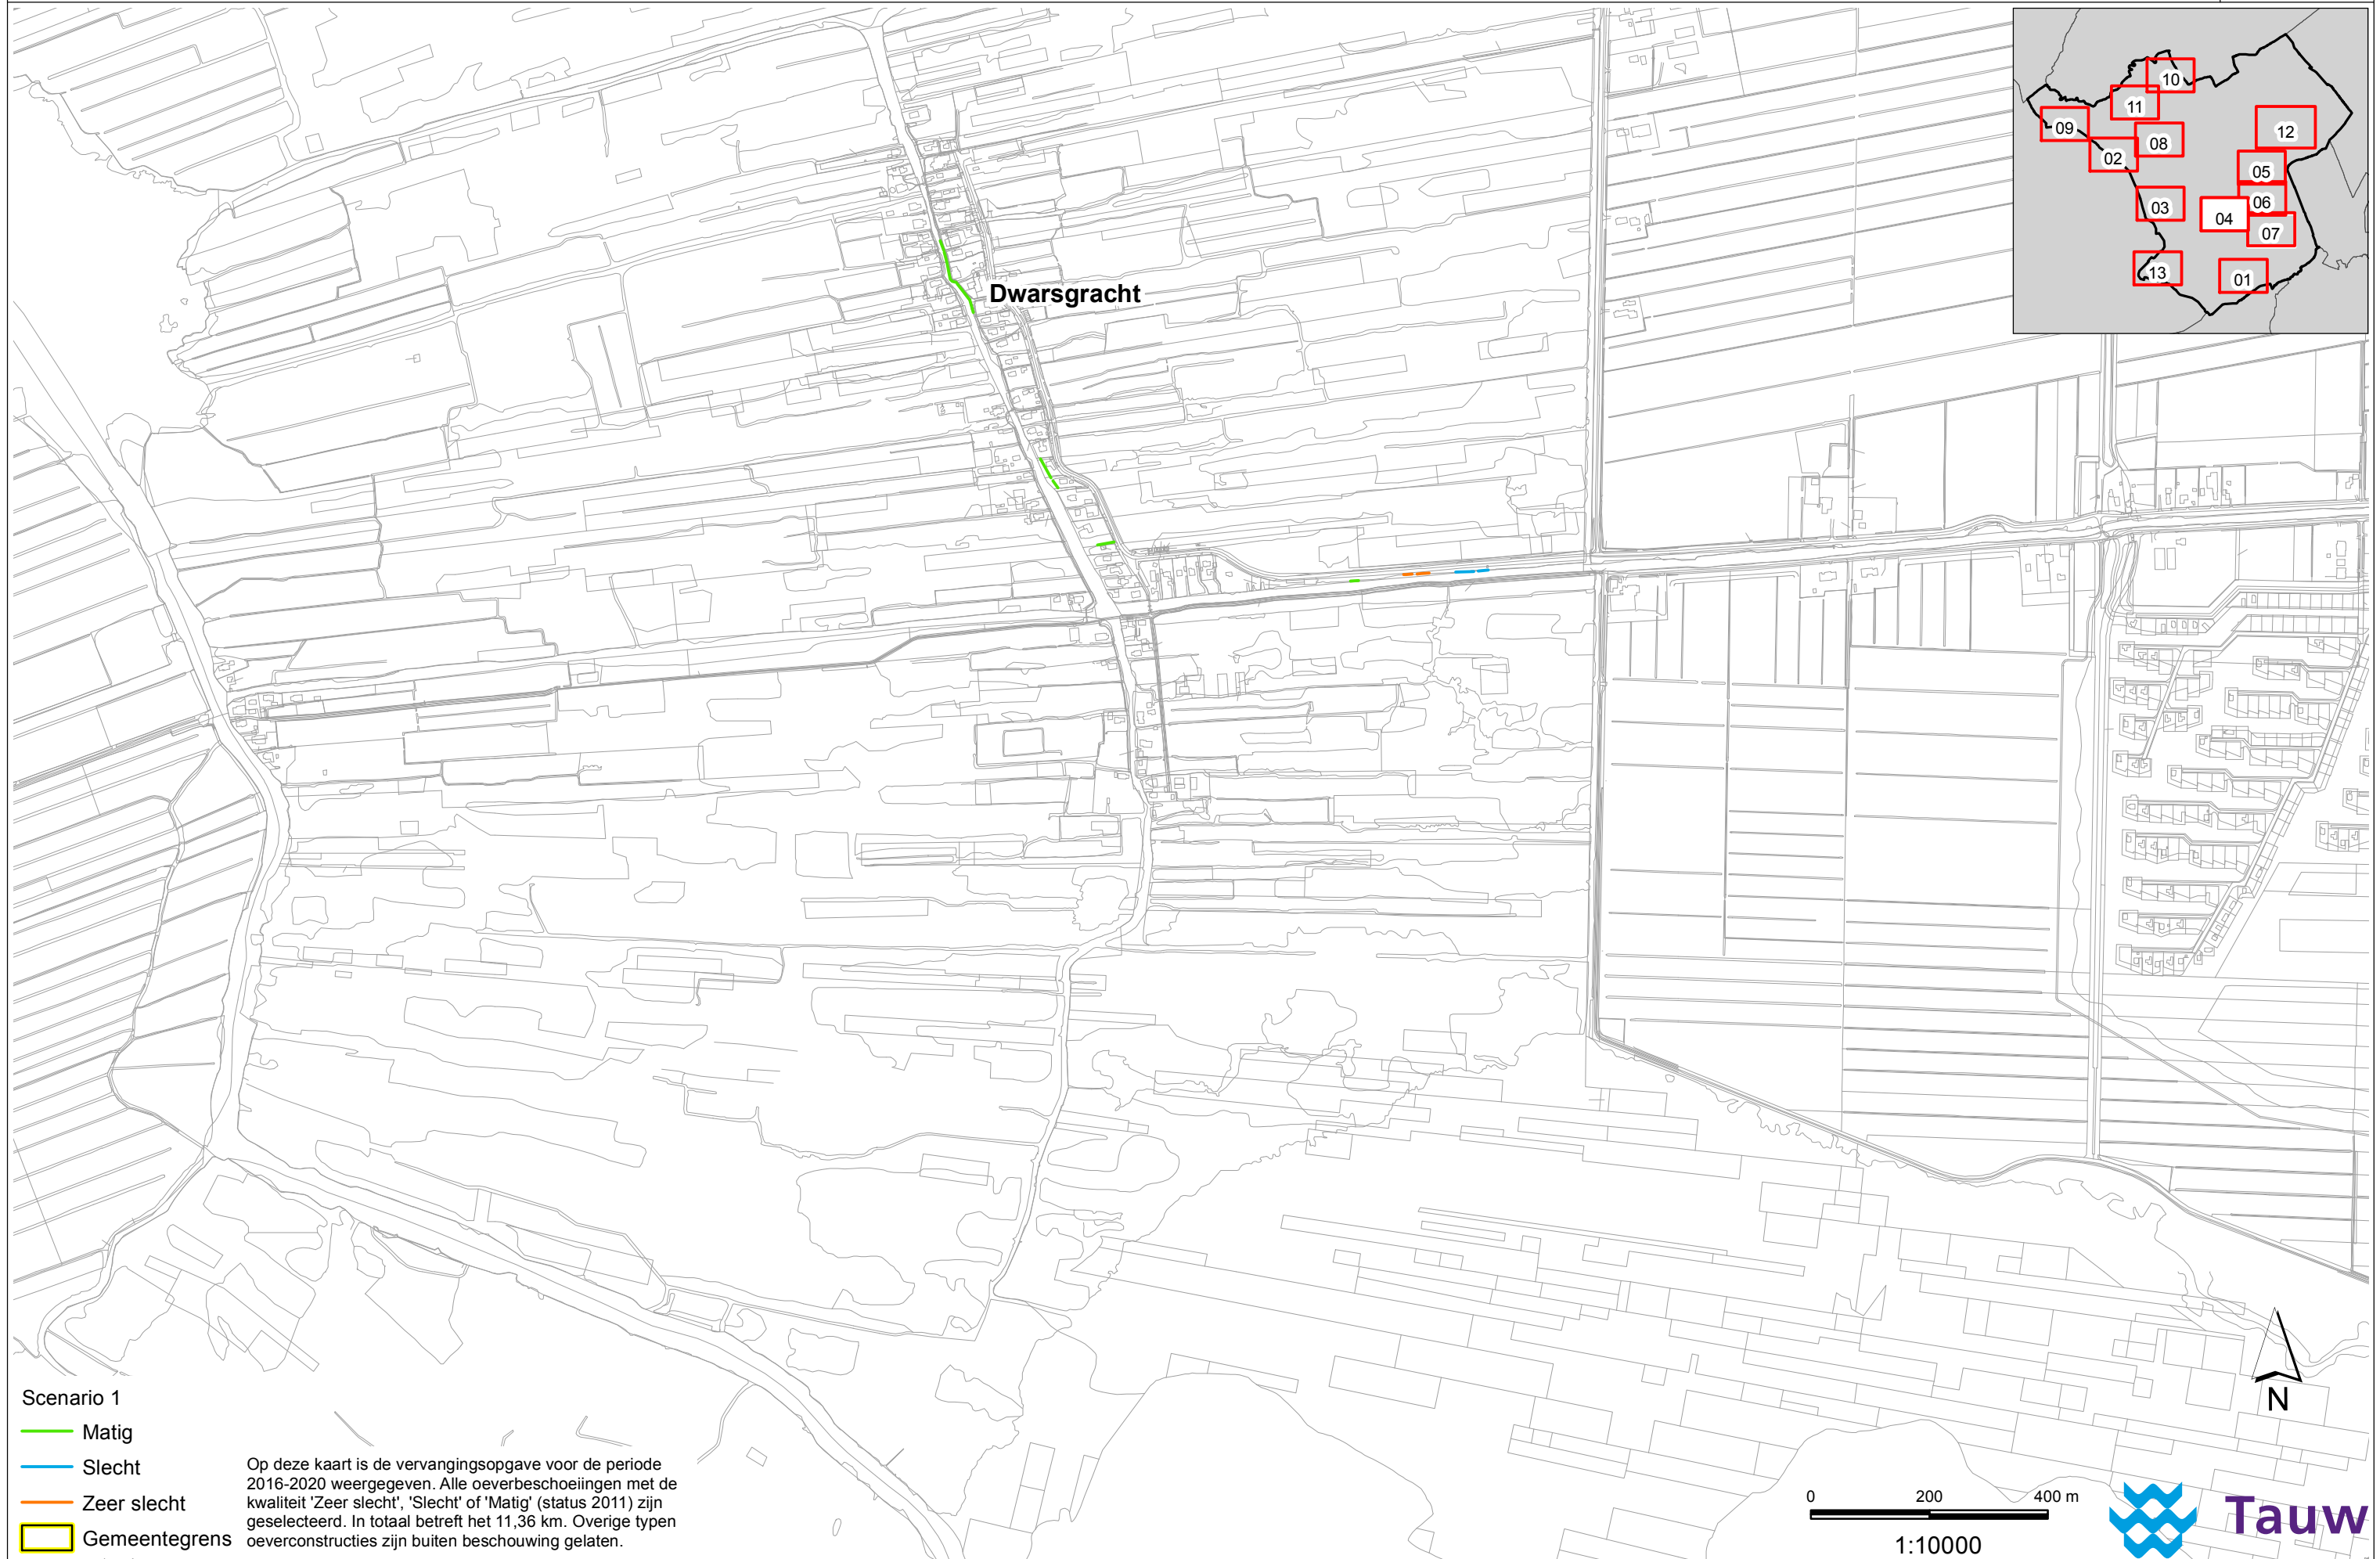 10
11
09
12
08
02
05
06
03
04
07
13
01
Dwarsgracht
Scenario 1
Matig
Slecht
Zeer slecht
Gemeentegrens
Op deze kaart is de vervangingsopgave voor de periode
2016-2020 weergegeven. Alle oeverbeschoeiingen met de
kwaliteit 'Zeer slecht', 'Slecht' of 'Matig' (status 2011) zijn
geselecteerd. In totaal betreft het 11,36 km. Overige typen
oeverconstructies zijn buiten beschouwing gelaten.
N
0 200 400 m
1:10000
Tauw